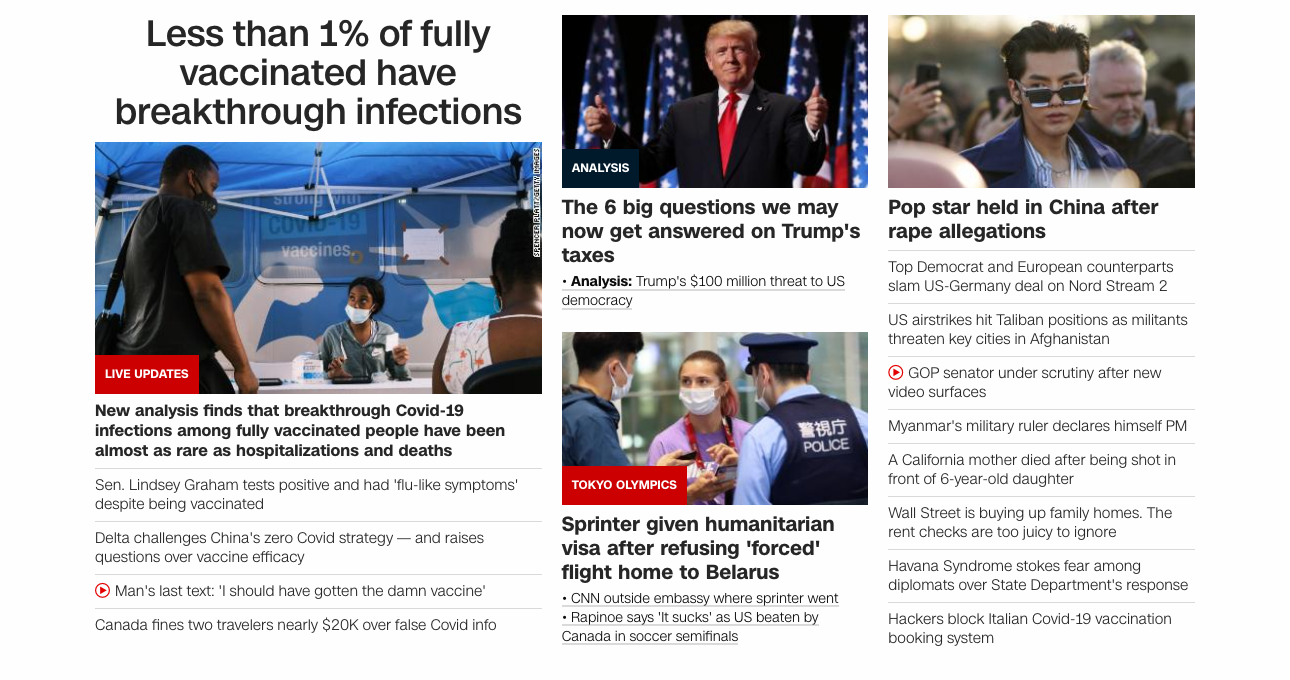 Less than 1% of fully
vaccinated have
breakthrough infections
SPENCER PLATT/GETTY IMAGES
strong with
COVID-19
vaccines.
LIVE UPDATES
New analysis finds that breakthrough Covid-19
infections among fully vaccinated people have been
almost as rare as hospitalizations and deaths
Sen. Lindsey Graham tests positive and had 'flu-like symptoms'
despite being vaccinated
Delta challenges China's zero Covid strategy — and raises
questions over vaccine efficacy
Man's last text: 'I should have gotten the damn vaccine'
Canada fines two travelers nearly $20K over false Covid info
ANALYSIS
The 6 big questions we may
now get answered on Trump's
taxes
• Analysis: Trump's $100 million threat to US
democracy
警視庁
POLICE
TOKYO OLYMPICS
Sprinter given humanitarian
visa after refusing 'forced'
flight home to Belarus
• CNN outside embassy where sprinter went
• Rapinoe says 'It sucks' as US beaten by
Canada in soccer semifinals
Pop star held in China after
rape allegations
Top Democrat and European counterparts
slam US-Germany deal on Nord Stream 2
US airstrikes hit Taliban positions as militants
threaten key cities in Afghanistan
GOP senator under scrutiny after new
video surfaces
Myanmar's military ruler declares himself PM
A California mother died after being shot in
front of 6-year-old daughter
Wall Street is buying up family homes. The
rent checks are too juicy to ignore
Havana Syndrome stokes fear among
diplomats over State Department's response
Hackers block Italian Covid-19 vaccination
booking system